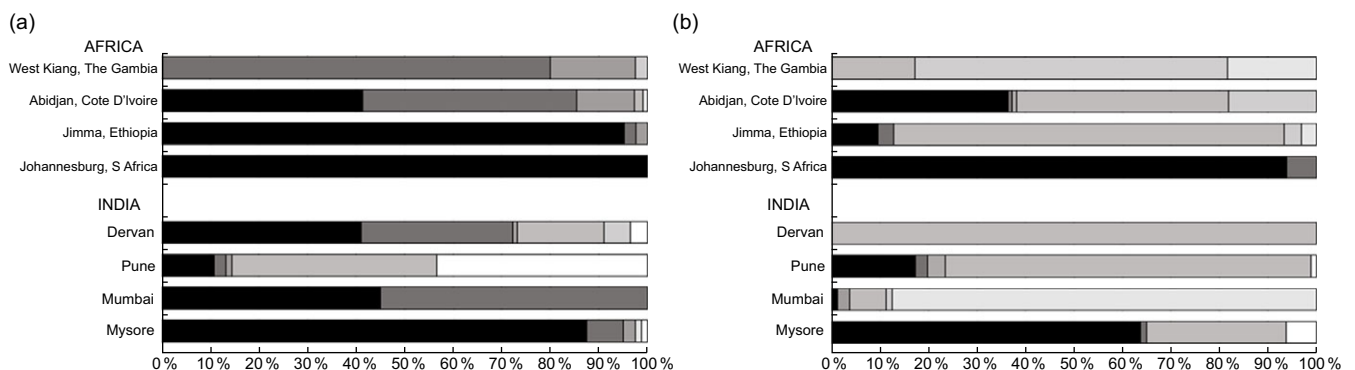 (a)
AFRICA
West Kiang, The Gambia
Abidjan, Cote D'Ivoire
Jimma, Ethiopia
Johannesburg, S Africa
INDIA
Dervan
Pune
Mumbai
Mysore
0 % 10 % 20 % 30 % 40 % 50 % 60 % 70 % 80 % 90 % 100 %
(b)
AFRICA
West Kiang, The Gambia
Abidjan, Cote D'Ivoire
Jimma, Ethiopia
Johannesburg, S Africa
INDIA
Dervan
Pune
Mumbai
Mysore
0 % 10 % 20 % 30 % 40 % 50 % 60 % 70 % 80 % 90 % 100 %